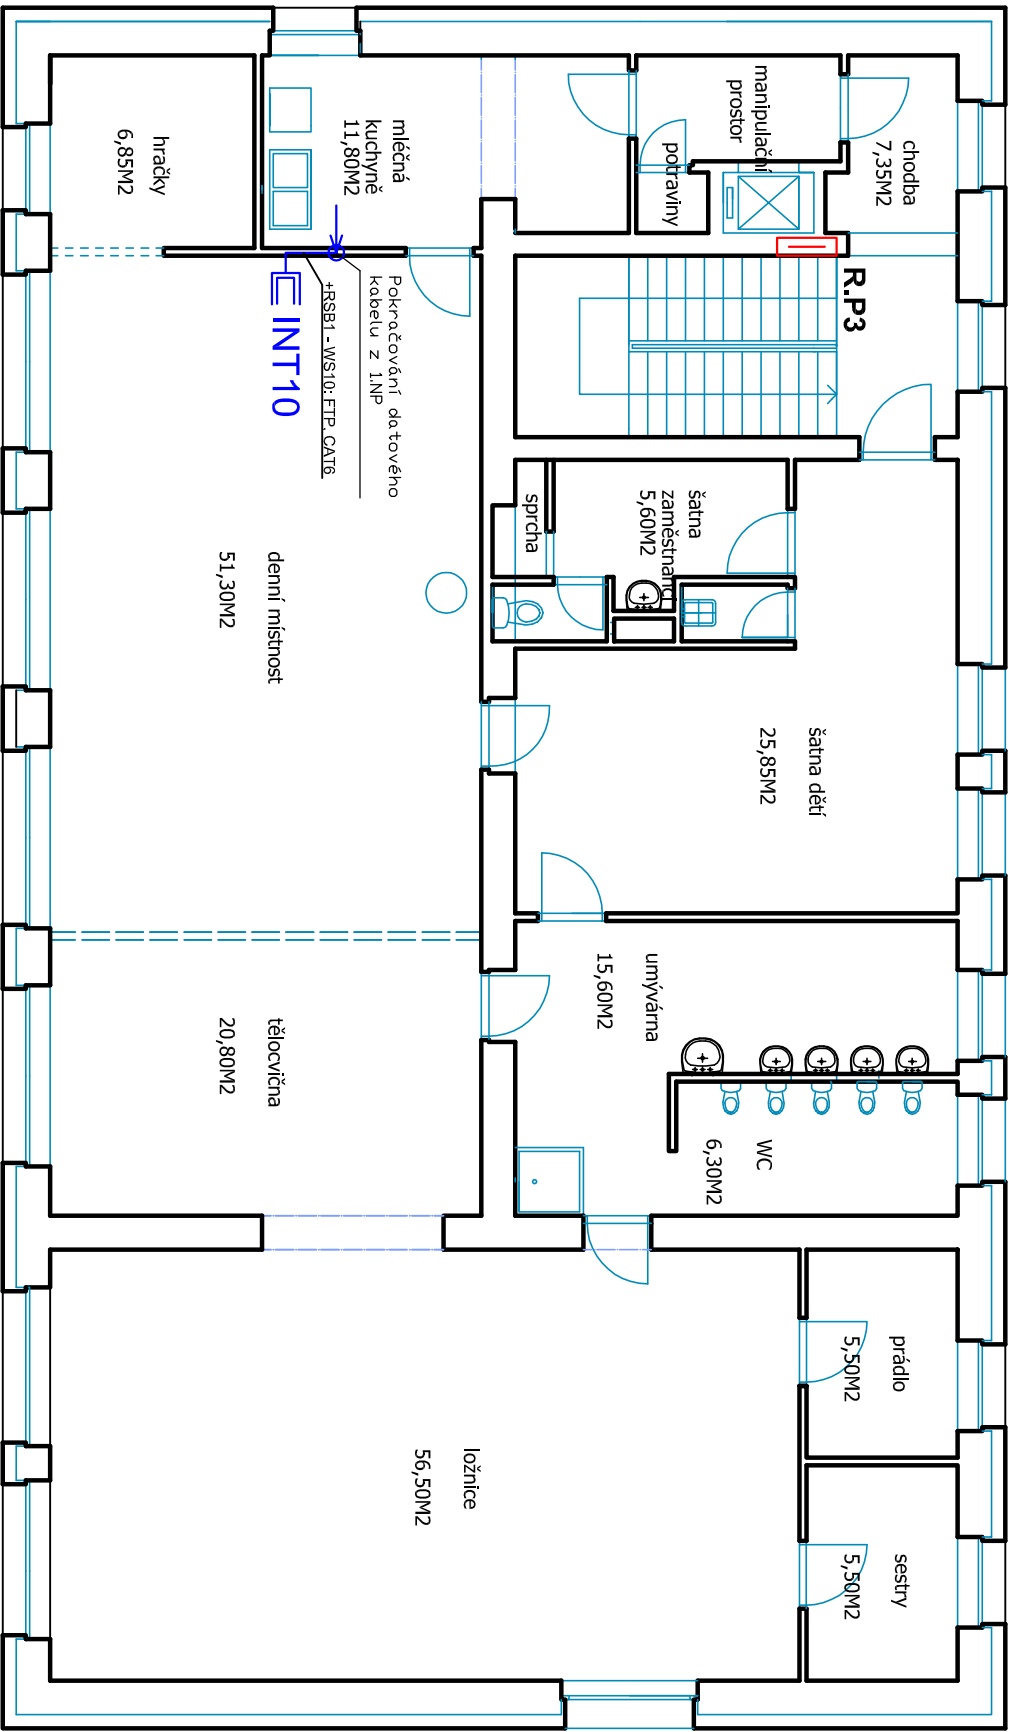 chodba
7,35M2
manipulační
prostor
potraviny
mléčná
kuchyně
11,80M2
hračky
6,85M2
R.P3
Pokračování datového
kabelu z 1.NP
+RSB1 - WS10: FTP, CAT6
INT10
šatna
zaměstnanci
5,60M2
sprcha
denní místnost
51,30M2
šatna dětí
25,85M2
umývárna
15,60M2
tělocvična
20,80M2
WC
6,30M2
prádlo
5,50M2
ložnice
56,50M2
sestry
5,50M2